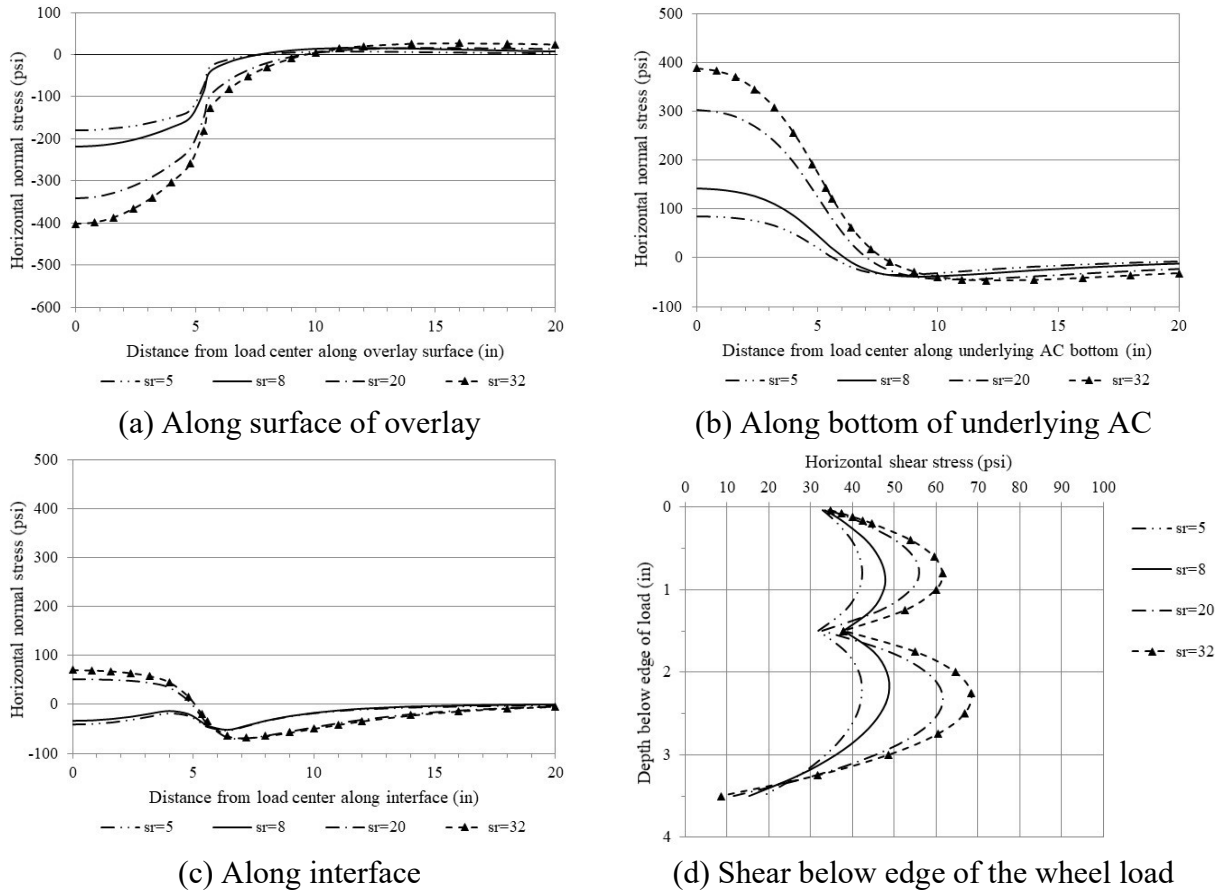 100
0
-100
-200
-300
-400
-500
-600
Horizontal normal stress (psi)
0 5 10 15 20
Distance from load center along overlay surface (in)
sr=5 sr=8 sr=20 sr=32
(a) Along surface of overlay
500
400
300
200
100
0
-100
Horizontal normal stress (psi)
0 5 10 15 20
Distance from load center along underlying AC bottom (in)
sr=5 sr=8 sr=20 sr=32
(b) Along bottom of underlying AC
500
400
300
200
100
0
-100
Horizontal normal stress (psi)
0 5 10 15 20
Distance from load center along interface (in)
sr=5 sr=8 sr=20 sr=32
(c) Along interface
Horizontal shear stress (psi)
0 10 20 30 40 50 60 70 80 90 100
0
1
2
3
4
Depth below edge of load (in)
sr=5
sr=8
sr=20
sr=32
(d) Shear below edge of the wheel load